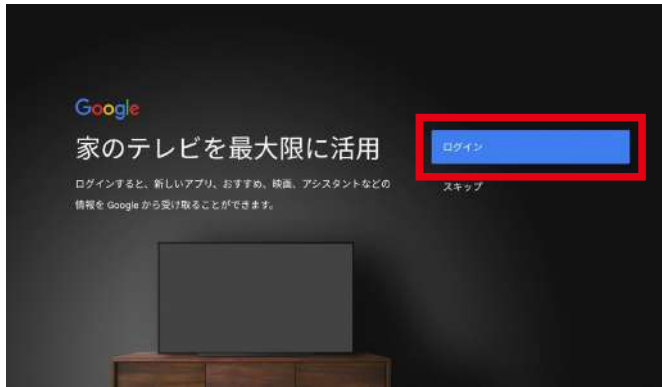 Google
家のテレビを最大限に活用
ログインすると、新しいアプリ、おすすめ、映画、アシスタントなどの
情報を Google から受け取ることができます。
ログイン
スキップ